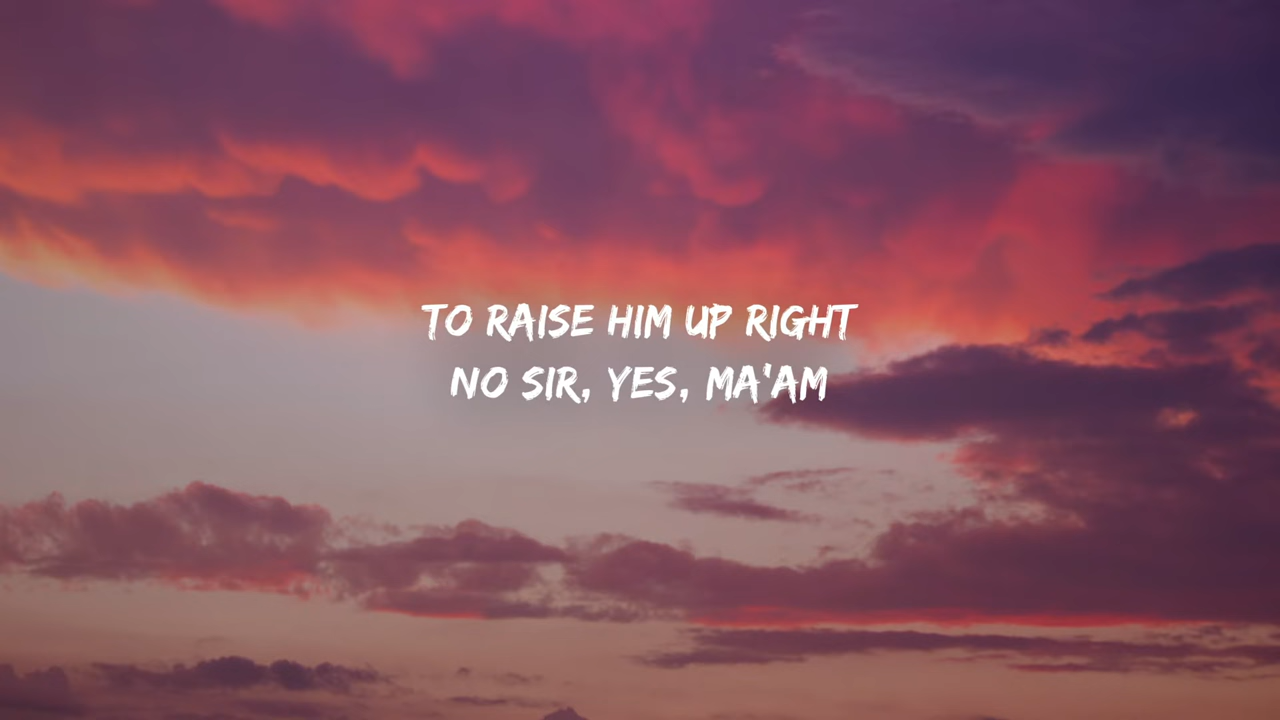 TO RAISE HIM UP RIGHT
NO SIR, YES, MA'AM